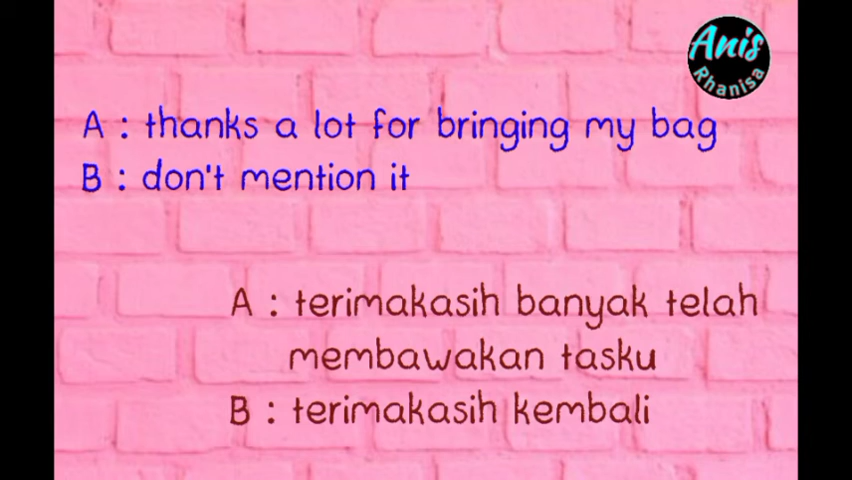 Anis
Rhanisa
A : thanks a lot for bringing my bag
B : don't mention it
A : terimakasih banyak telah
membawakan tasku
B : terimakasih kembali